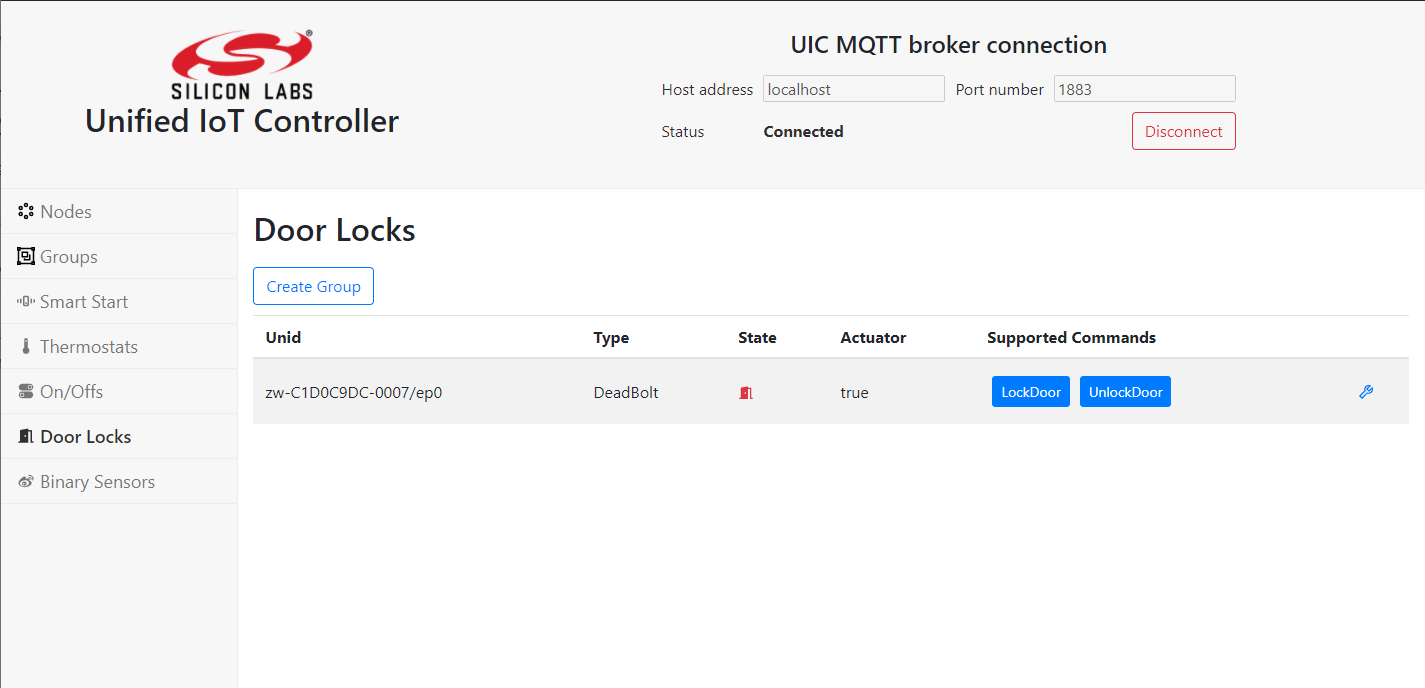 SILICON LABS
Unified IoT Controller
UIC MQTT broker connection
Host address localhost Port number 1883
Status Connected Disconnect
Nodes
Groups
Smart Start
Thermostats
On/Offs
Door Locks
Binary Sensors
Door Locks
Create Group
Unid Type State Actuator Supported Commands
zw-C1D0C9DC-0007/ep0 DeadBolt true LockDoor UnlockDoor